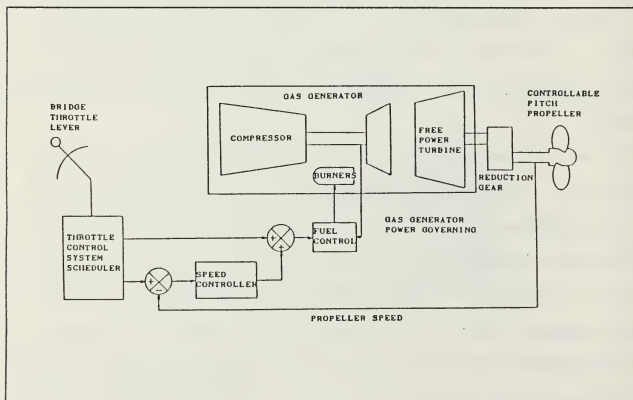 GAS GENERATOR
CONTROLLABLE
PITCH
PROPELLER
BRIDGE
THROTTLE
LEVER
COMPRESSOR
FREE
POWER
TURBINE
BURNERS
REDUCTION
GEAR
GAS GENERATOR
POWER GOVERNING
THROTTLE
CONTROL
SYSTEM
SCHEDULER
+
+
FUEL
CONTROL
+
−
SPEED
CONTROLLER
PROPELLER SPEED